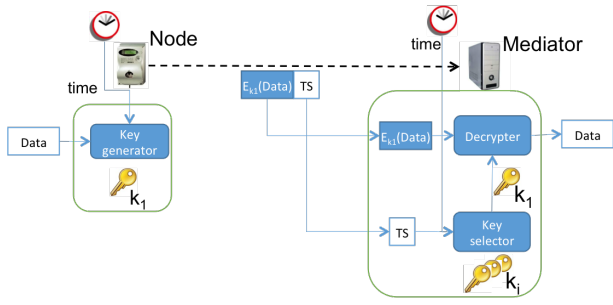 Node
time
Data
Key
generator
k1
Ek1(Data)
TS
time
Mediator
Ek1(Data)
Decrypter
Data
k1
TS
Key
selector
ki